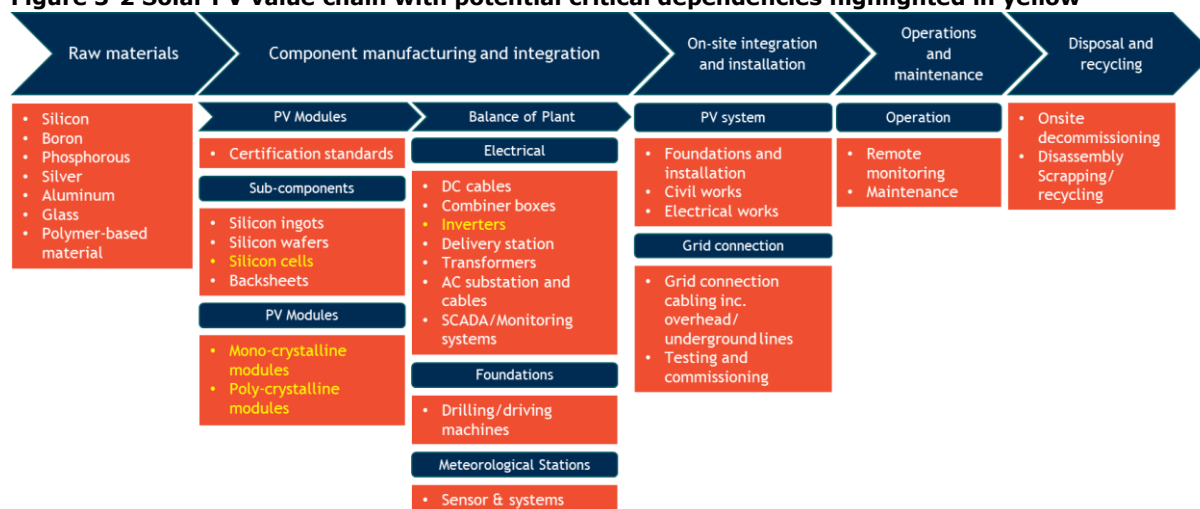 Figure 3-2 Solar PV value chain with potential critical dependencies highlighted in yellow
Raw materials
Component manufacturing and integration
On-site integration
and installation
Operations
and
maintenance
Disposal and
recycling
• Silicon
• Boron
• Phosphorous
• Silver
• Aluminum
• Glass
• Polymer-based
material
PV Modules
• Certification standards
Sub-components
• Silicon ingots
• Silicon wafers
• Silicon cells
• Backsheets
PV Modules
• Mono-crystalline
modules
• Poly-crystalline
modules
Balance of Plant
Electrical
• DC cables
• Combiner boxes
• Inverters
• Delivery station
• Transformers
• AC substation and
cables
• SCADA/Monitoring
systems
Foundations
• Drilling/driving
machines
Meteorological Stations
• Sensor & systems
PV system
• Foundations and
installation
• Civil works
• Electrical works
Grid connection
• Grid connection
cabling inc.
overhead/
underground lines
• Testing and
commissioning
Operation
• Remote
monitoring
• Maintenance
• Onsite
decommissioning
• Disassembly
Scrapping/
recycling